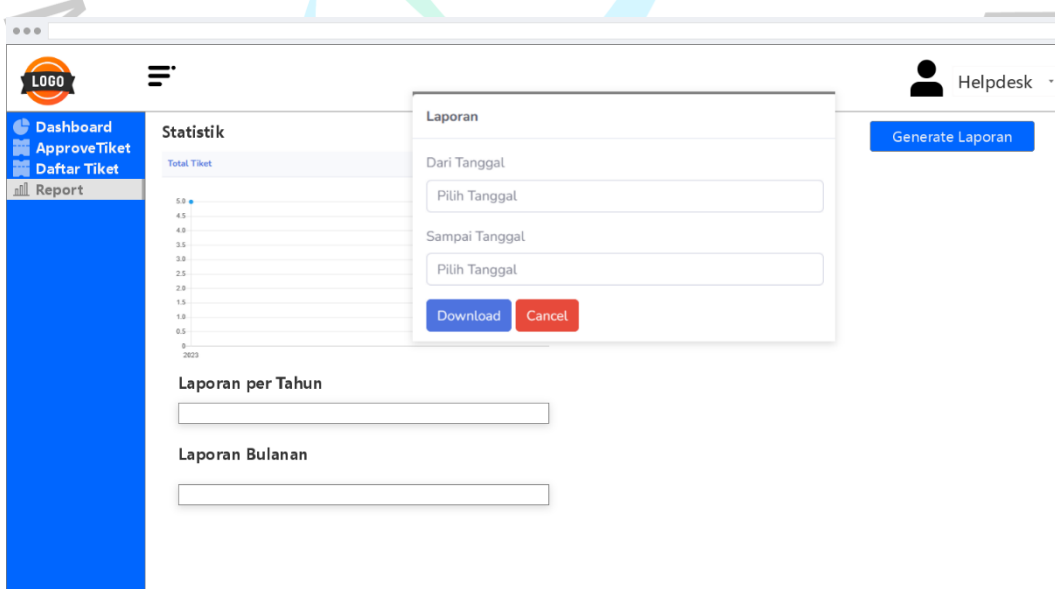 LOGO
Helpdesk
Dashboard
ApproveTiket
Daftar Tiket
Report
Statistik
Generate Laporan
Total Tiket
5.0
4.5
4.0
3.5
3.0
2.5
2.0
1.5
1.0
0.5
0
2023
Laporan
Dari Tanggal
Pilih Tanggal
Sampai Tanggal
Pilih Tanggal
Download Cancel
Laporan per Tahun
Laporan Bulanan